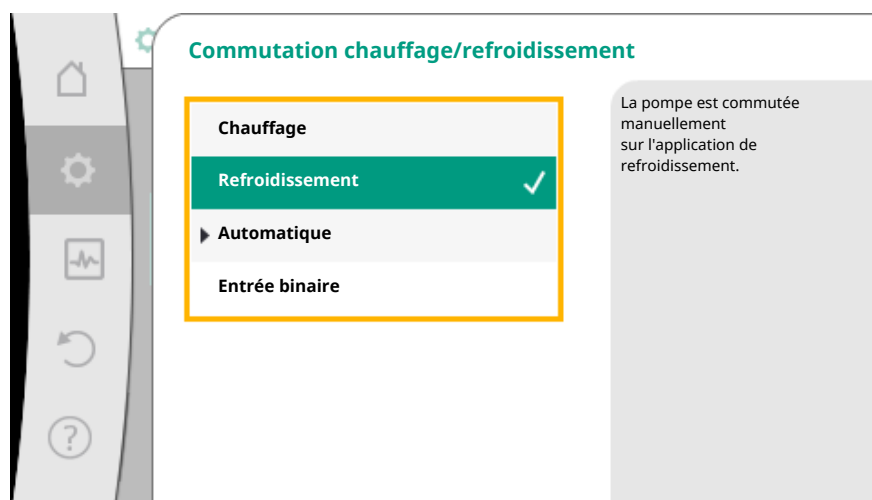 Commutation chauffage/refroidissement
Chauffage
Refroidissement
Automatique
Entrée binaire
La pompe est commutée
manuellement
sur l'application de
refroidissement.
?